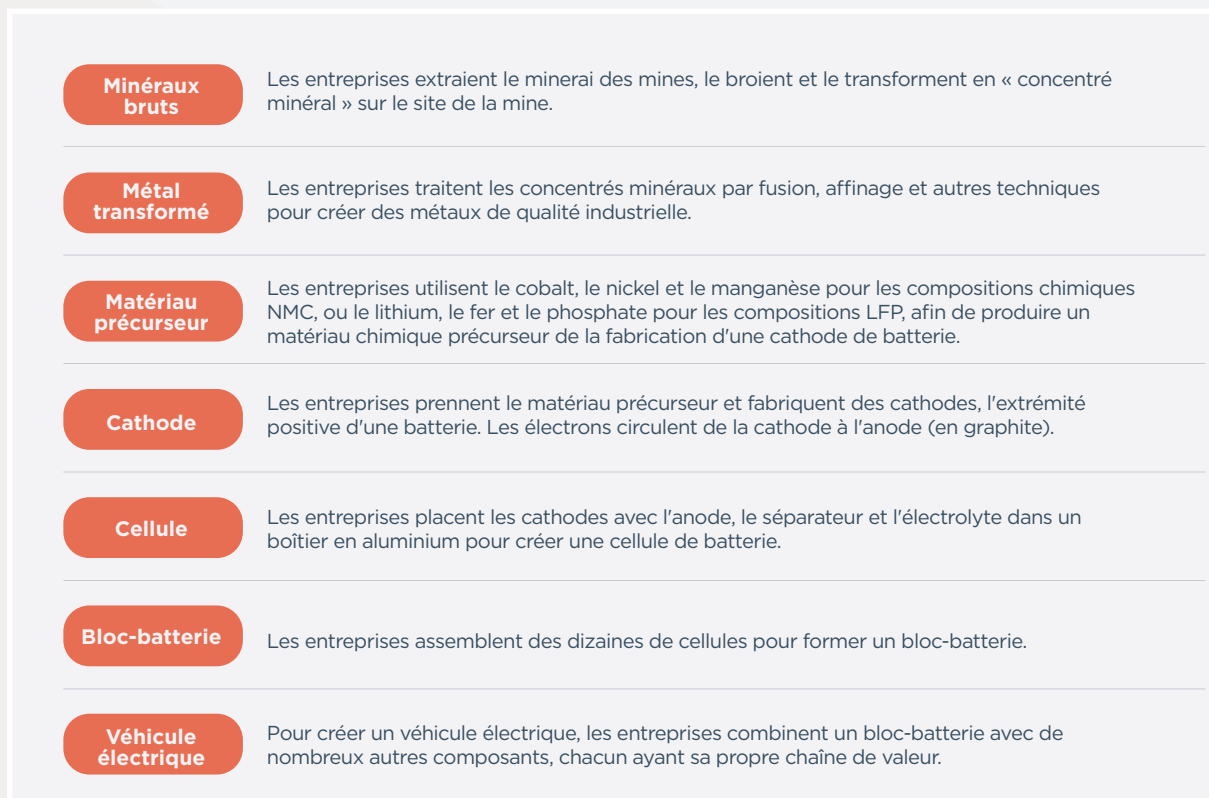 Minéraux
bruts
Les entreprises extraient le minerai des mines, le broient et le transforment en « concentré
minéral » sur le site de la mine.
Métal
transformé
Les entreprises traitent les concentrés minéraux par fusion, affinage et autres techniques
pour créer des métaux de qualité industrielle.
Matériau
précurseur
Les entreprises utilisent le cobalt, le nickel et le manganèse pour les compositions chimiques
NMC, ou le lithium, le fer et le phosphate pour les compositions LFP, afin de produire un
matériau chimique précurseur de la fabrication d'une cathode de batterie.
Cathode
Les entreprises prennent le matériau précurseur et fabriquent des cathodes, l'extrémité
positive d'une batterie. Les électrons circulent de la cathode à l'anode (en graphite).
Cellule
Les entreprises placent les cathodes avec l'anode, le séparateur et l'électrolyte dans un
boîtier en aluminium pour créer une cellule de batterie.
Bloc-batterie
Les entreprises assemblent des dizaines de cellules pour former un bloc-batterie.
Véhicule
électrique
Pour créer un véhicule électrique, les entreprises combinent un bloc-batterie avec de
nombreux autres composants, chacun ayant sa propre chaîne de valeur.